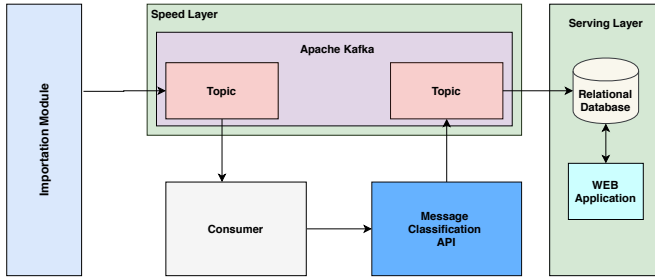 Speed Layer
Serving Layer
Apache Kafka
Importation Module
Topic
Topic
Relational
Database
Consumer
Message
Classification
API
WEB
Application